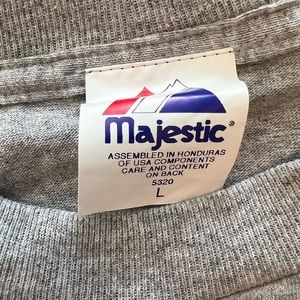 Majestic®
ASSEMBLED IN HONDURAS
OF USA COMPONENTS
CARE AND CONTENT
ON BACK
5320
L